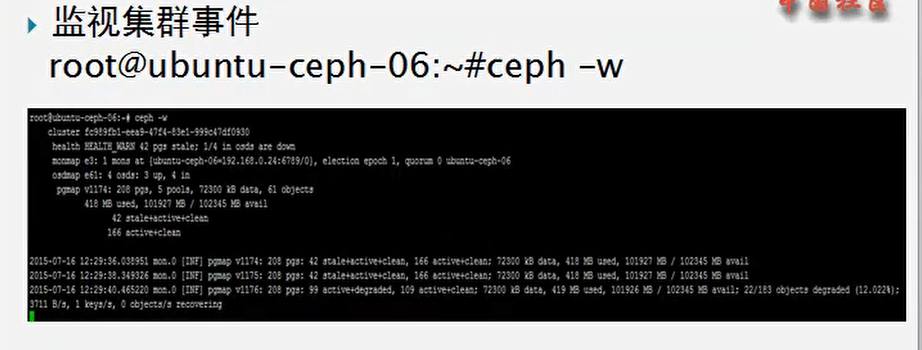 监视集群事件
root@ubuntu-ceph-06:~#ceph -w
root@ubuntu-ceph-06:~# ceph -w
cluster fc989fb1-eea9-47f4-83e1-999c47df0930
health HEALTH_WARN 42 pgs stale; 1/4 in osds are down
monmap e3: 1 mons at {ubuntu-ceph-06=192.168.0.24:6789/0}, election epoch 1, quorum 0 ubuntu-ceph-06
osdmap e61: 4 osds: 3 up, 4 in
pgmap v1174: 208 pgs, 5 pools, 72300 kB data, 61 objects
418 MB used, 101927 MB / 102345 MB avail
42 stale+active+clean
166 active+clean
2015-07-16 12:29:36.038951 mon.0 [INF] pgmap v1174: 208 pgs: 42 stale+active+clean, 166 active+clean; 72300 kB data, 418 MB used, 101927 MB / 102345 MB avail
2015-07-16 12:29:38.349326 mon.0 [INF] pgmap v1175: 208 pgs: 42 stale+active+clean, 166 active+clean; 72300 kB data, 418 MB used, 101927 MB / 102345 MB avail
2015-07-16 12:29:40.465220 mon.0 [INF] pgmap v1176: 208 pgs: 99 active+degraded, 109 active+clean; 72300 kB data, 419 MB used, 101926 MB / 102345 MB avail; 22/183 objects degraded (12.022%);
3711 B/s, 1 keys/s, 0 objects/s recovering